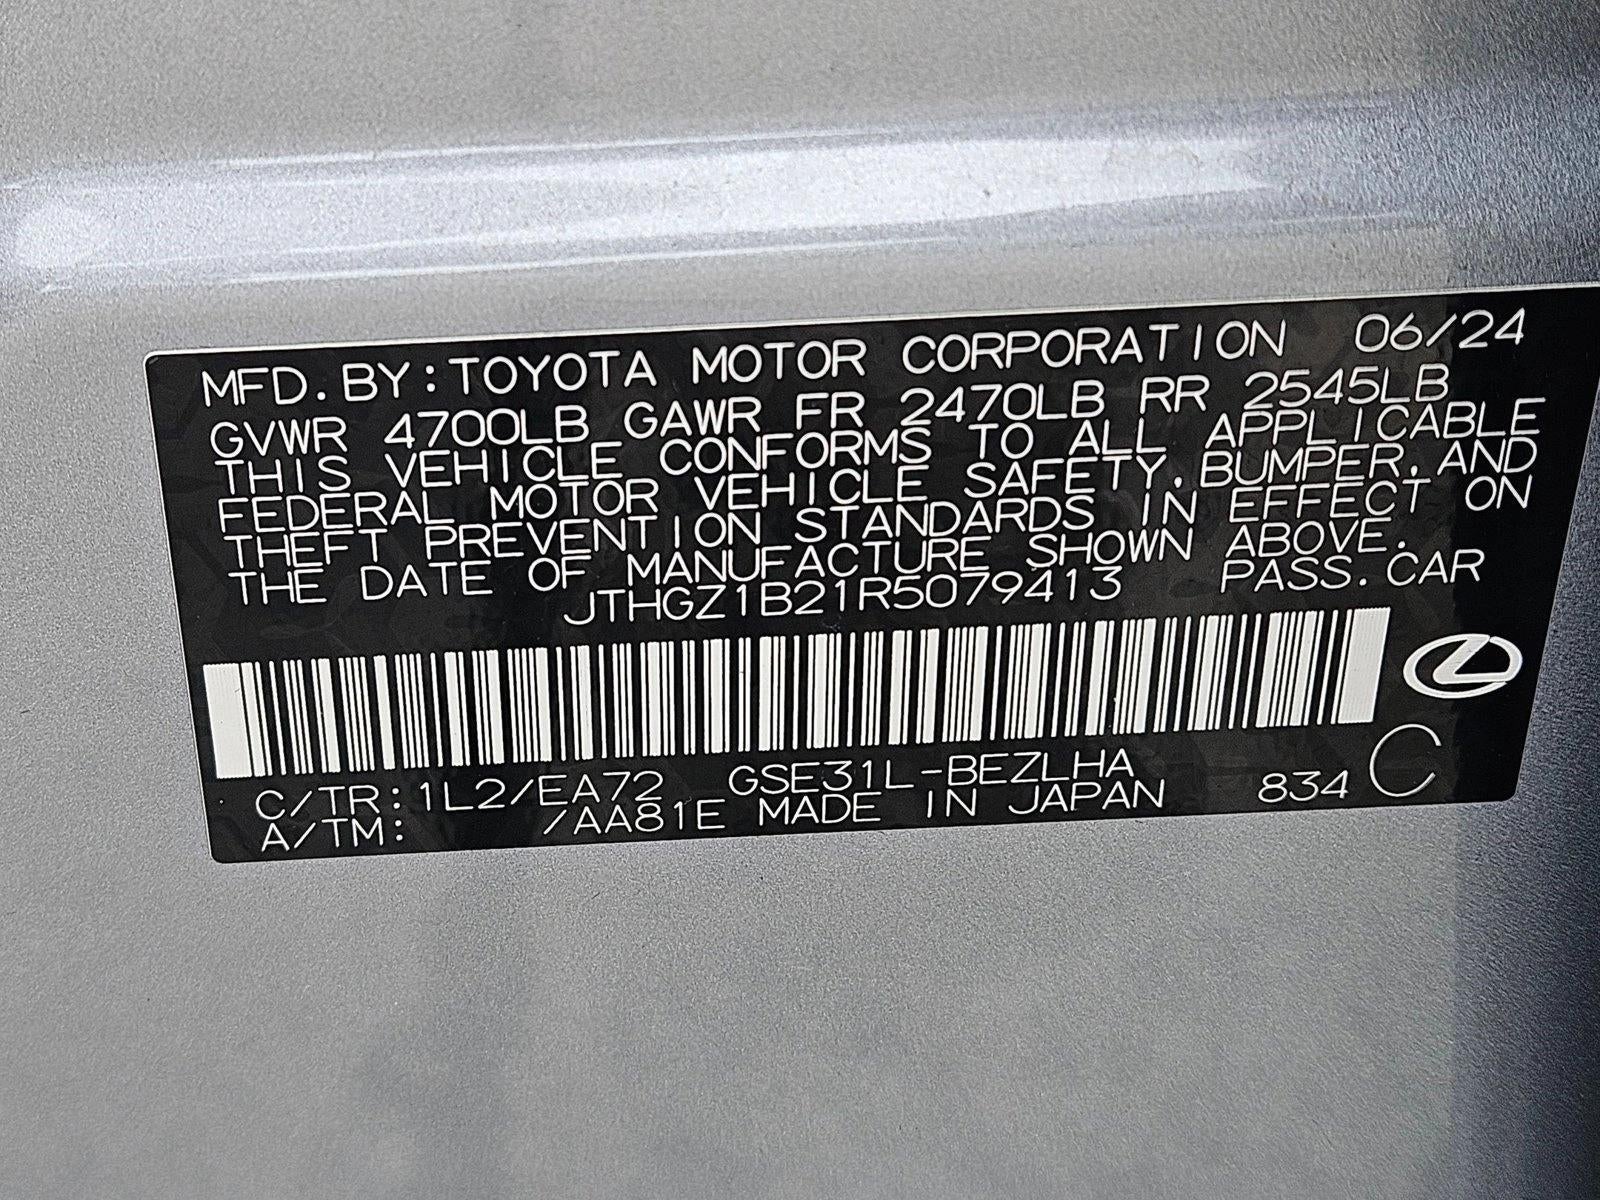 MFD. BY: TOYOTA MOTOR CORPORATION 06/24
GVWR 4700LB GAWR FR 2470LB RR 2545LB
THIS VEHICLE CONFORMS TO ALL APPLICABLE
FEDERAL MOTOR VEHICLE SAFETY, BUMPER, AND
THEFT PREVENTION STANDARDS IN EFFECT ON
THE DATE OF MANUFACTURE SHOWN ABOVE.
JTHGZ1B21R5079413 PASS. CAR
C/TR: 1L2/EA72 GSE31L-BEZLHA
A/TM: /AA81E MADE IN JAPAN 834 C